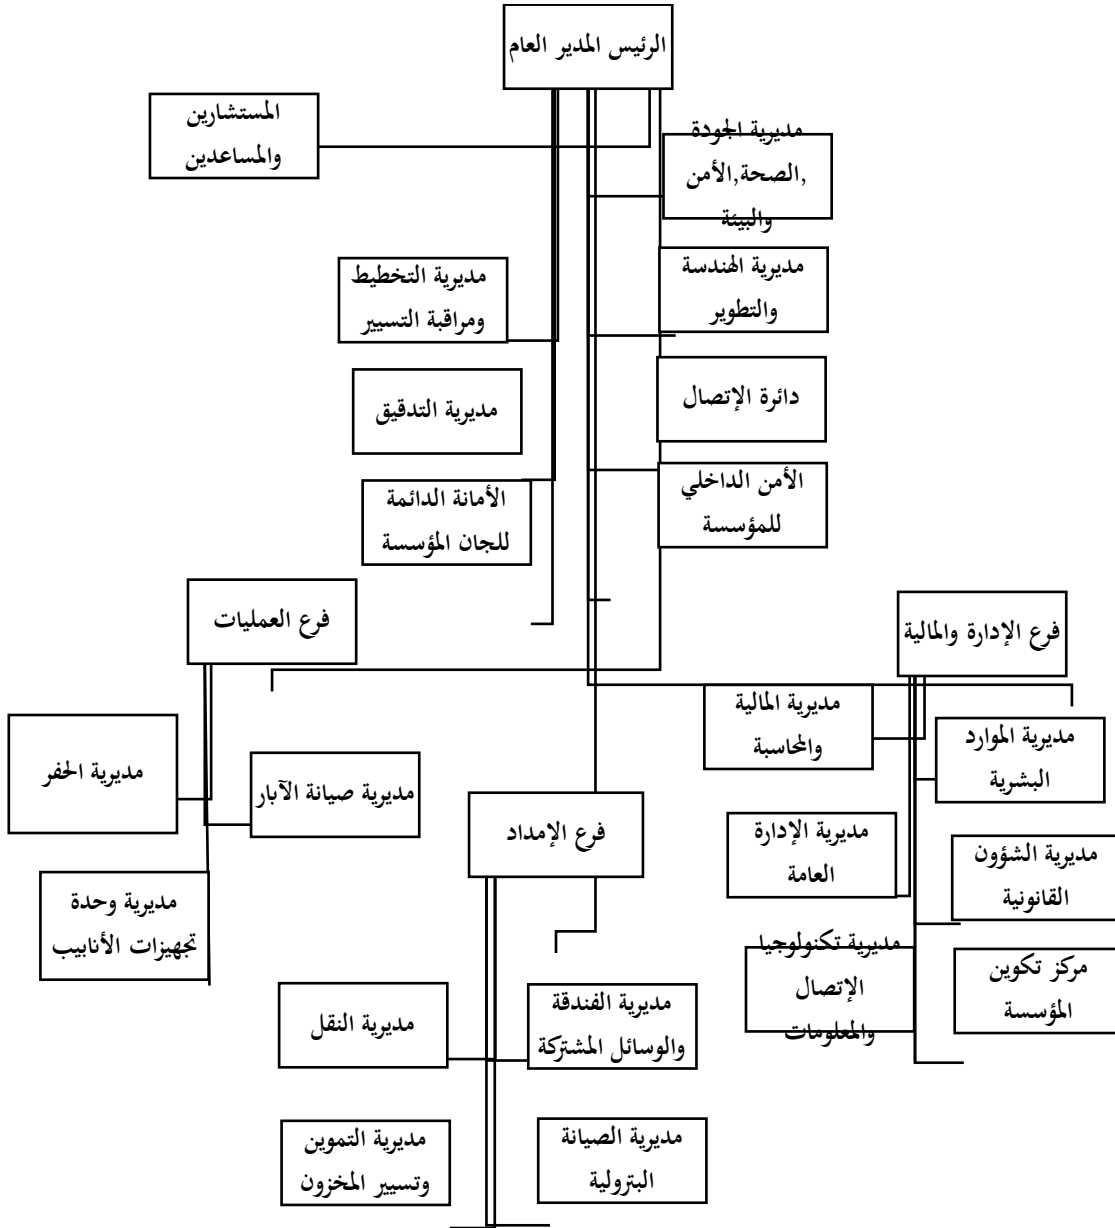 الرئيس المدير العام
المستشارين
والمساعدين
مديرية الجودة
,الصحة,الأمن
والبيئة
مديرية التخطيط
ومراقبة التسيير
مديرية الهندسة
والتطوير
مديرية التدقيق
دائرة الإتصال
الأمانة الدائمة
للجان المؤسسة
الأمن الداخلي
للمؤسسة
فرع العمليات
فرع الإدارة والمالية
مديرية الحفر
مديرية صيانة الآبار
مديرية وحدة
تجهيزات الأنابيب
مديرية المالية
والمحاسبة
مديرية الموارد
البشرية
مديرية الإدارة
العامة
مديرية الشؤون
القانونية
مديرية تكنولوجيا
الإتصال
والمعلومات
مركز تكوين
المؤسسة
فرع الإمداد
مديرية النقل
مديرية الفندقة
والوسائل المشتركة
مديرية التموين
وتسيير المخزون
مديرية الصيانة
البترولية